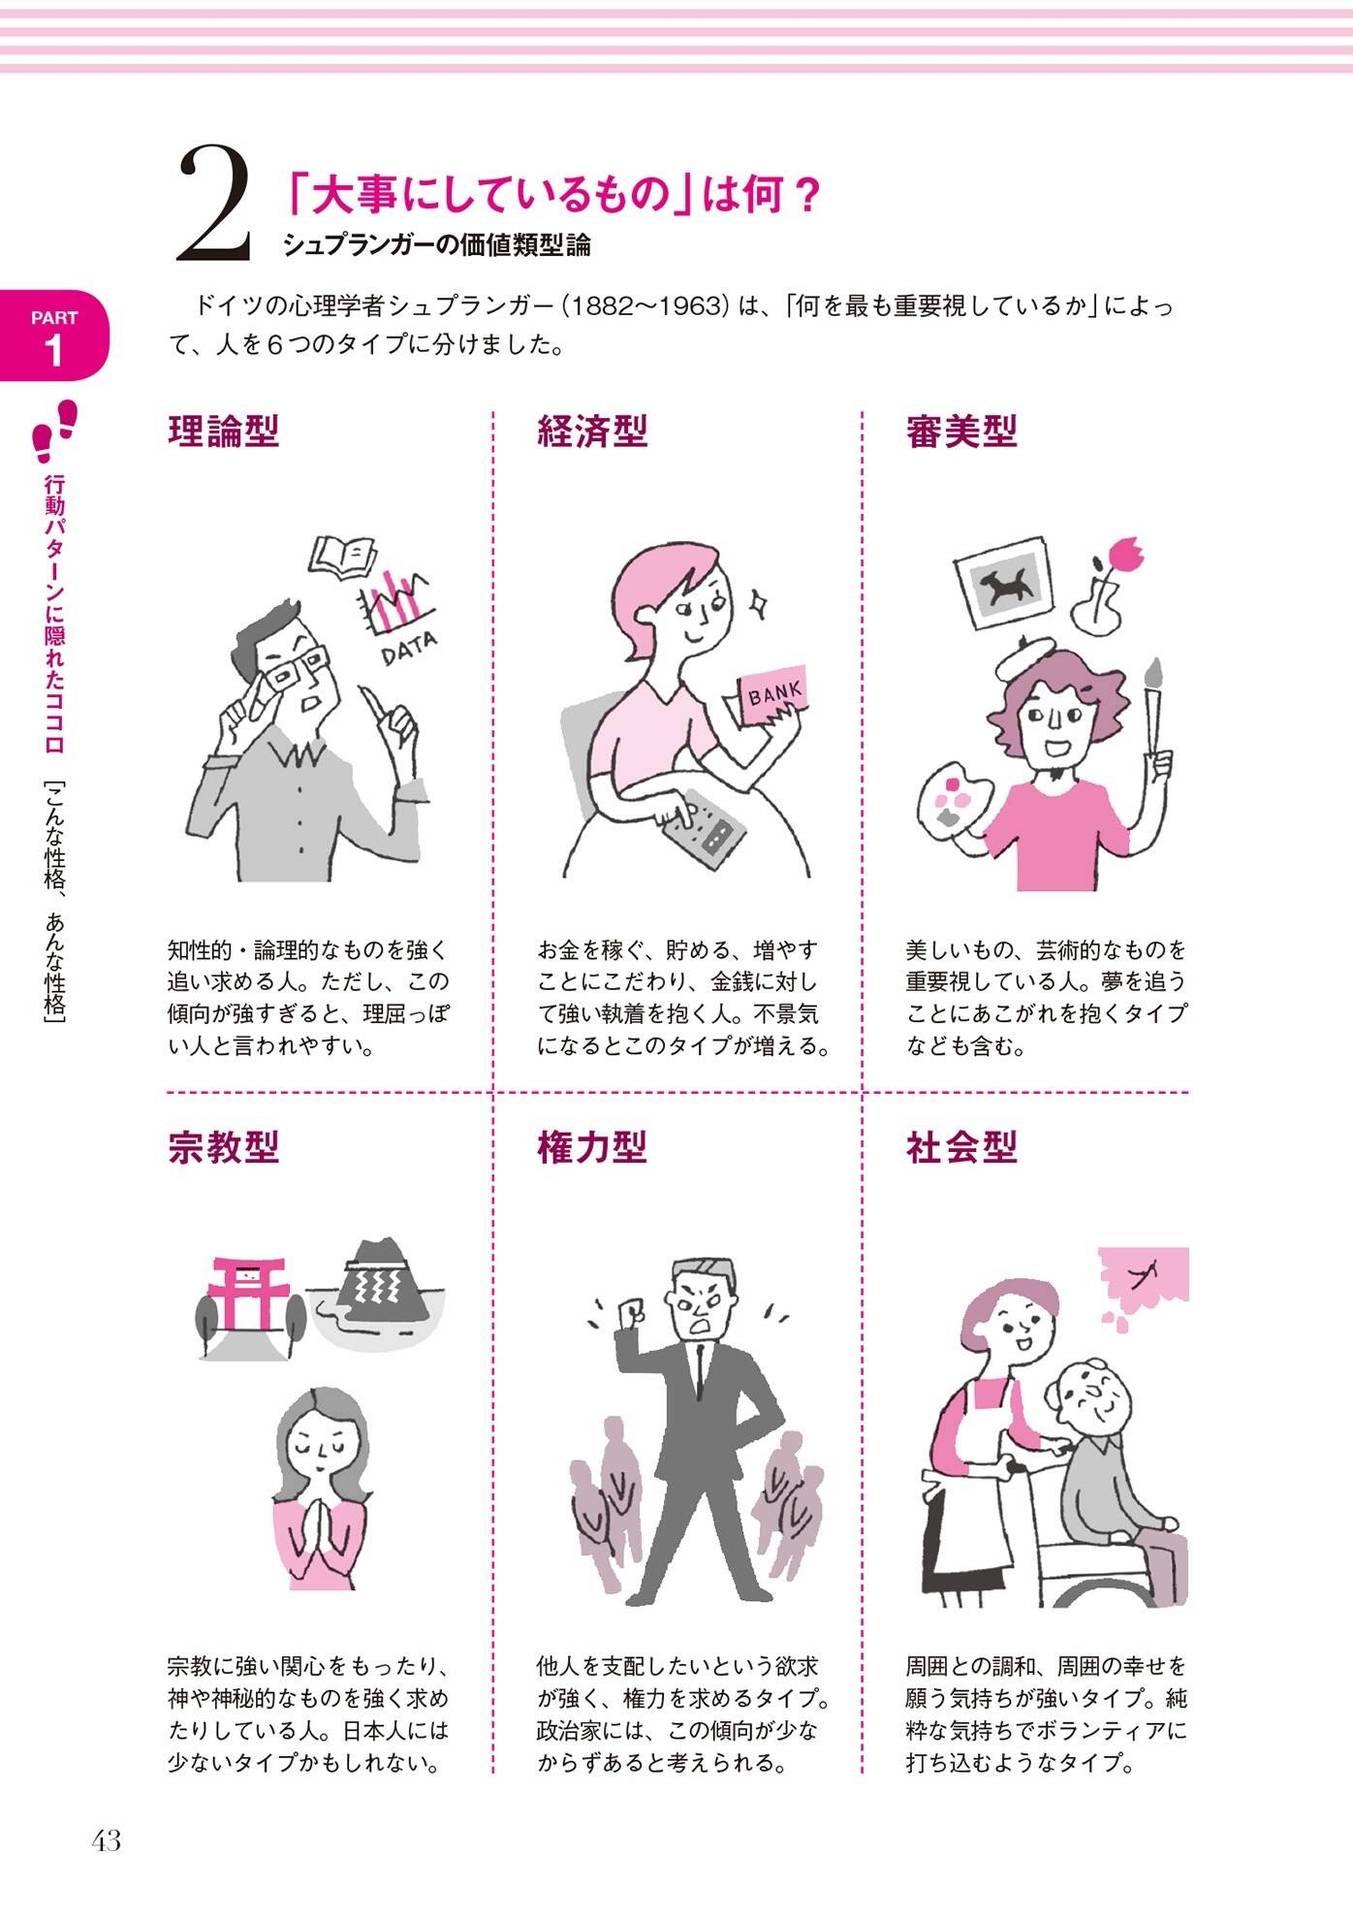 2
「大事にしているもの」は何？
シュプランガーの価値類型論
ドイツの心理学者シュプランガー（1882〜1963）は、「何を最も重要視しているか」によっ
て、人を6つのタイプに分けました。
PART
1
行動パターンに隠れたココロ
［こんな性格、あんな性格］
理論型
DATA
知性的・論理的なものを強く
追い求める人。ただし、この
傾向が強すぎると、理屈っぽ
い人と言われやすい。
経済型
BANK
お金を稼ぐ、貯める、増やす
ことにこだわり、金銭に対し
て強い執着を抱く人。不景気
になるとこのタイプが増える。
審美型
美しいもの、芸術的なものを
重要視している人。夢を追う
ことにあこがれを抱くタイプ
なども含む。
宗教型
宗教に強い関心をもったり、
神や神秘的なものを強く求め
たりしている人。日本人には
少ないタイプかもしれない。
権力型
他人を支配したいという欲求
が強く、権力を求めるタイプ。
政治家には、この傾向が少な
からずあると考えられる。
社会型
周囲との調和、周囲の幸せを
願う気持ちが強いタイプ。純
粋な気持ちでボランティアに
打ち込むようなタイプ。
43